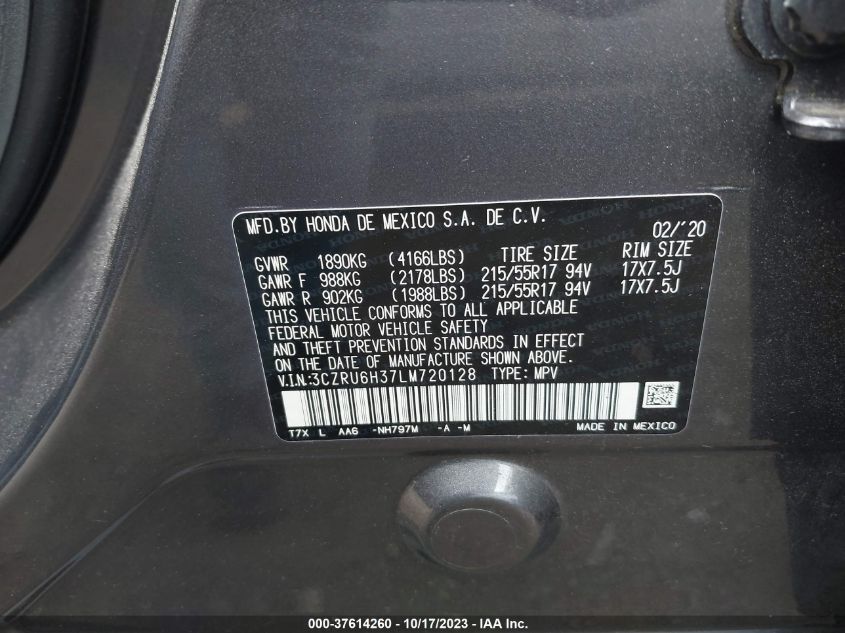 MFD.BY HONDA DE MEXICO S.A. DE C.V.
02/'20
GVWR 1890KG (4166LBS) TIRE SIZE RIM SIZE
GAWR F 988KG (2178LBS) 215/55R17 94V 17X7.5J
GAWR R 902KG (1988LBS) 215/55R17 94V 17X7.5J
THIS VEHICLE CONFORMS TO ALL APPLICABLE
FEDERAL MOTOR VEHICLE SAFETY
AND THEFT PREVENTION STANDARDS IN EFFECT
ON THE DATE OF MANUFACTURE SHOWN ABOVE.
V.I.N:3CZRU6H37LM720128 TYPE: MPV
T7X L AA6 -NH797M -A -M MADE IN MEXICO
000-37614260 - 10/17/2023 - IAA Inc.